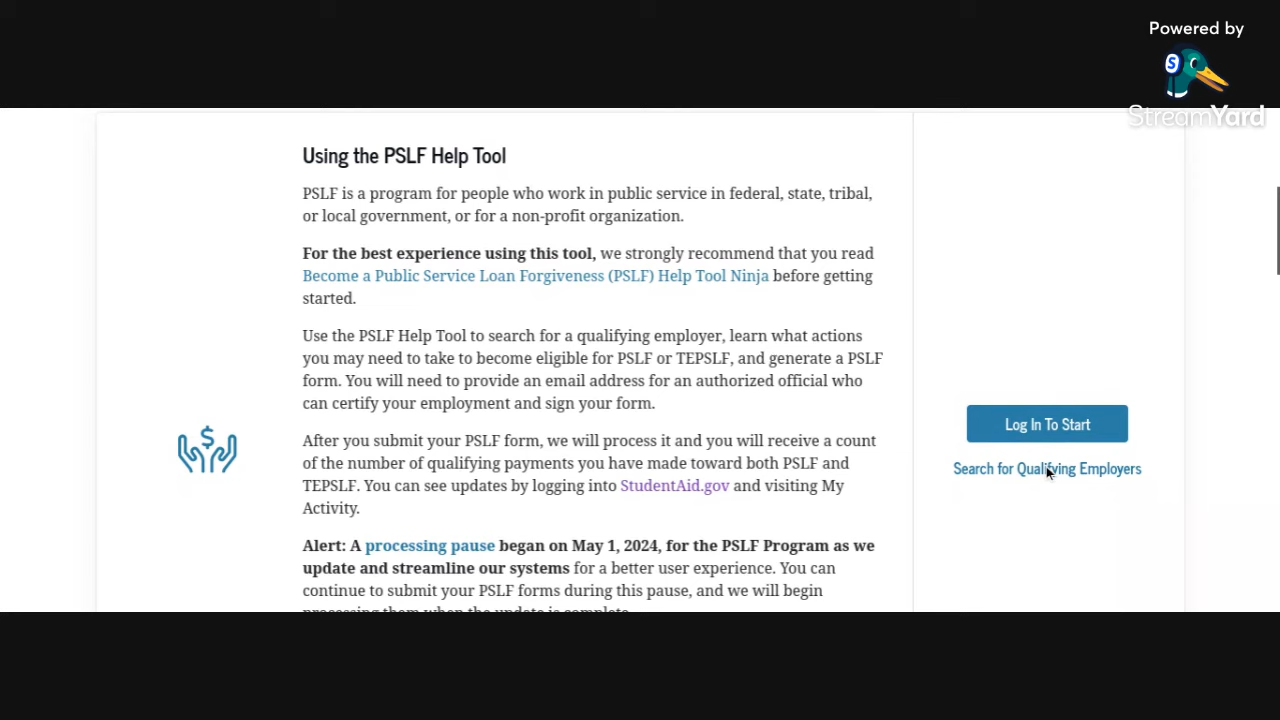 Powered by
S
StreamYard
Using the PSLF Help Tool
PSLF is a program for people who work in public service in federal, state, tribal,
or local government, or for a non-profit organization.
For the best experience using this tool, we strongly recommend that you read
Become a Public Service Loan Forgiveness (PSLF) Help Tool Ninja before getting
started.
Use the PSLF Help Tool to search for a qualifying employer, learn what actions
you may need to take to become eligible for PSLF or TEPSLF, and generate a PSLF
form. You will need to provide an email address for an authorized official who
can certify your employment and sign your form.
After you submit your PSLF form, we will process it and you will receive a count
of the number of qualifying payments you have made toward both PSLF and
TEPSLF. You can see updates by logging into StudentAid.gov and visiting My
Activity.
Alert: A processing pause began on May 1, 2024, for the PSLF Program as we
update and streamline our systems for a better user experience. You can
continue to submit your PSLF forms during this pause, and we will begin
processing them when the update is complete.
$
Log In To Start
Search for Qualifying Employers